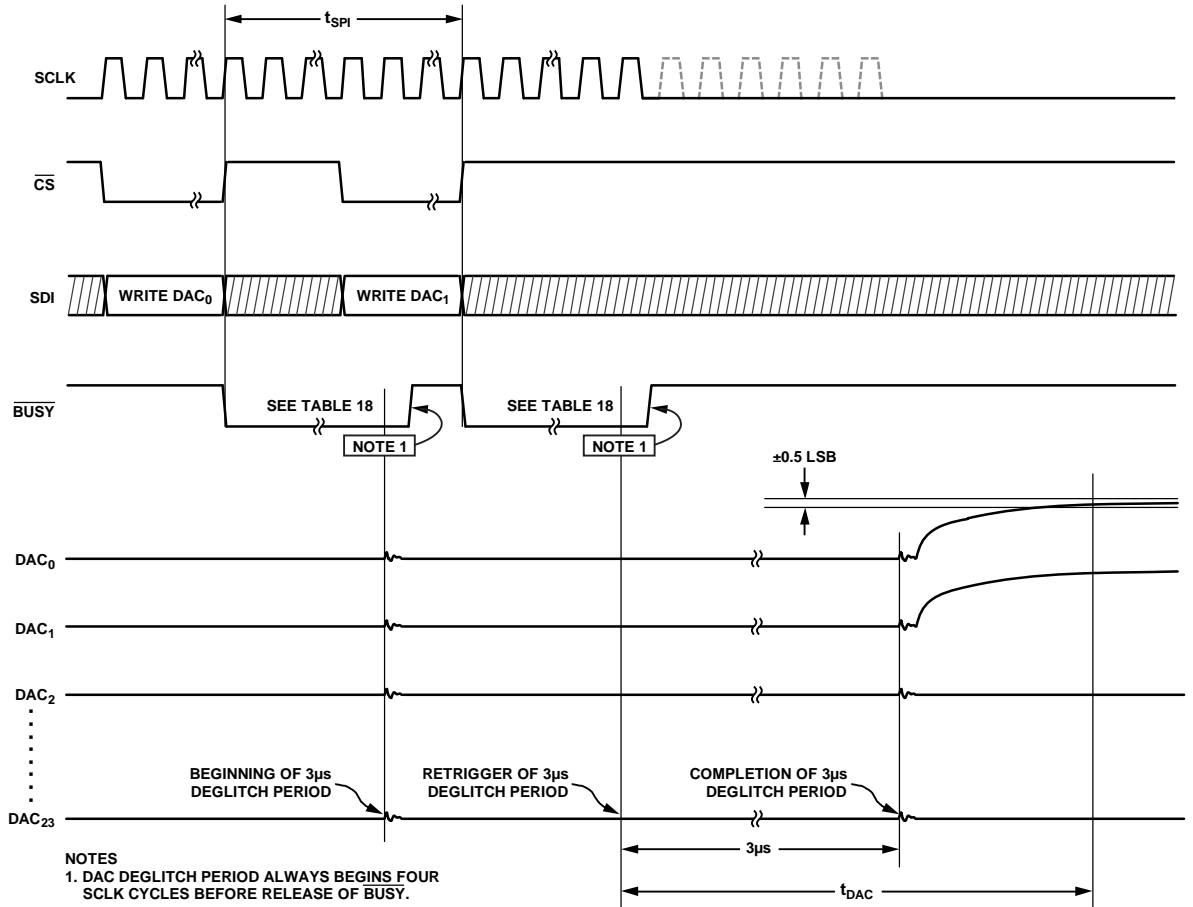 tSPI
SCLK
CS
SDI
WRITE DAC0
WRITE DAC1
BUSY
SEE TABLE 18
SEE TABLE 18
NOTE 1
NOTE 1
±0.5 LSB
DAC0
DAC1
DAC2
BEGINNING OF 3µs
DEGLITCH PERIOD
RETRIGGER OF 3µs
DEGLITCH PERIOD
COMPLETION OF 3µs
DEGLITCH PERIOD
DAC23
3µs
tDAC
NOTES
1. DAC DEGLITCH PERIOD ALWAYS BEGINS FOUR
SCLK CYCLES BEFORE RELEASE OF BUSY.